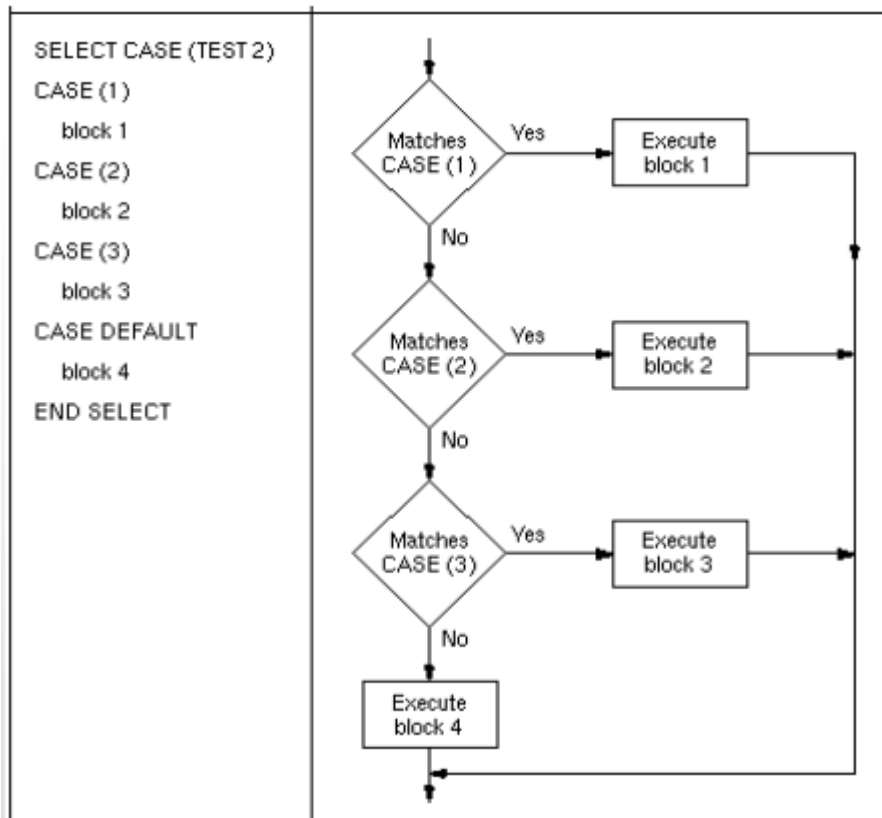 SELECT CASE (TEST 2)
CASE (1)
block 1
CASE (2)
block 2
CASE (3)
block 3
CASE DEFAULT
block 4
END SELECT
Matches
CASE (1)
Yes
Execute
block 1
No
Matches
CASE (2)
Yes
Execute
block 2
No
Matches
CASE (3)
Yes
Execute
block 3
No
Execute
block 4